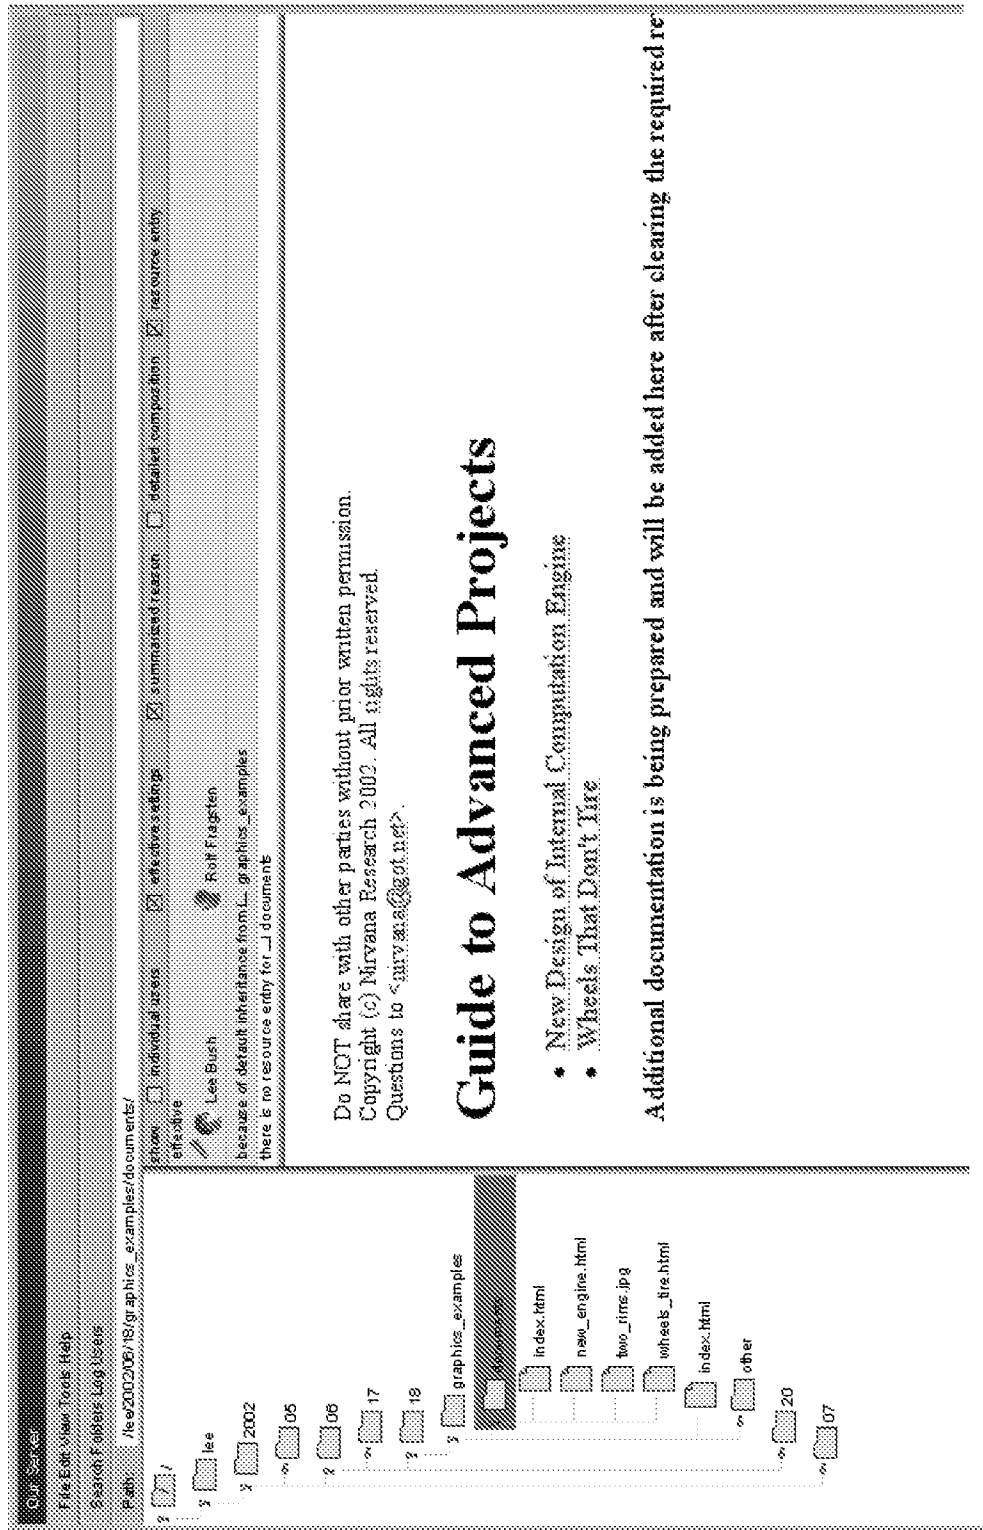 File Edit View Tools Help
Search Folders Log Users
Path /lee/2002/06/18/graphics_examples/documents/
show individual users effective settings summarized reason detailed composition resource entry
effective
Lee Buch Rolf Fragsten
because of default inheritance from graphics_examples
there is no resource entry for documents
/
lee
2002
05
06
17
18
graphics_examples
documents
index.html
new_engine.html
two_rims.jpg
wheels_tire.html
index.html
other
20
07
Do NOT share with other parties without prior written permission.
Copyright (c) Nirvana Research 2002. All rights reserved.
Questions to <nirvana@got.net>.
Guide to Advanced Projects
• New Design of Internal Computation Engine
• Wheels That Don't Tire
Additional documentation is being prepared and will be added here after clearing the required re